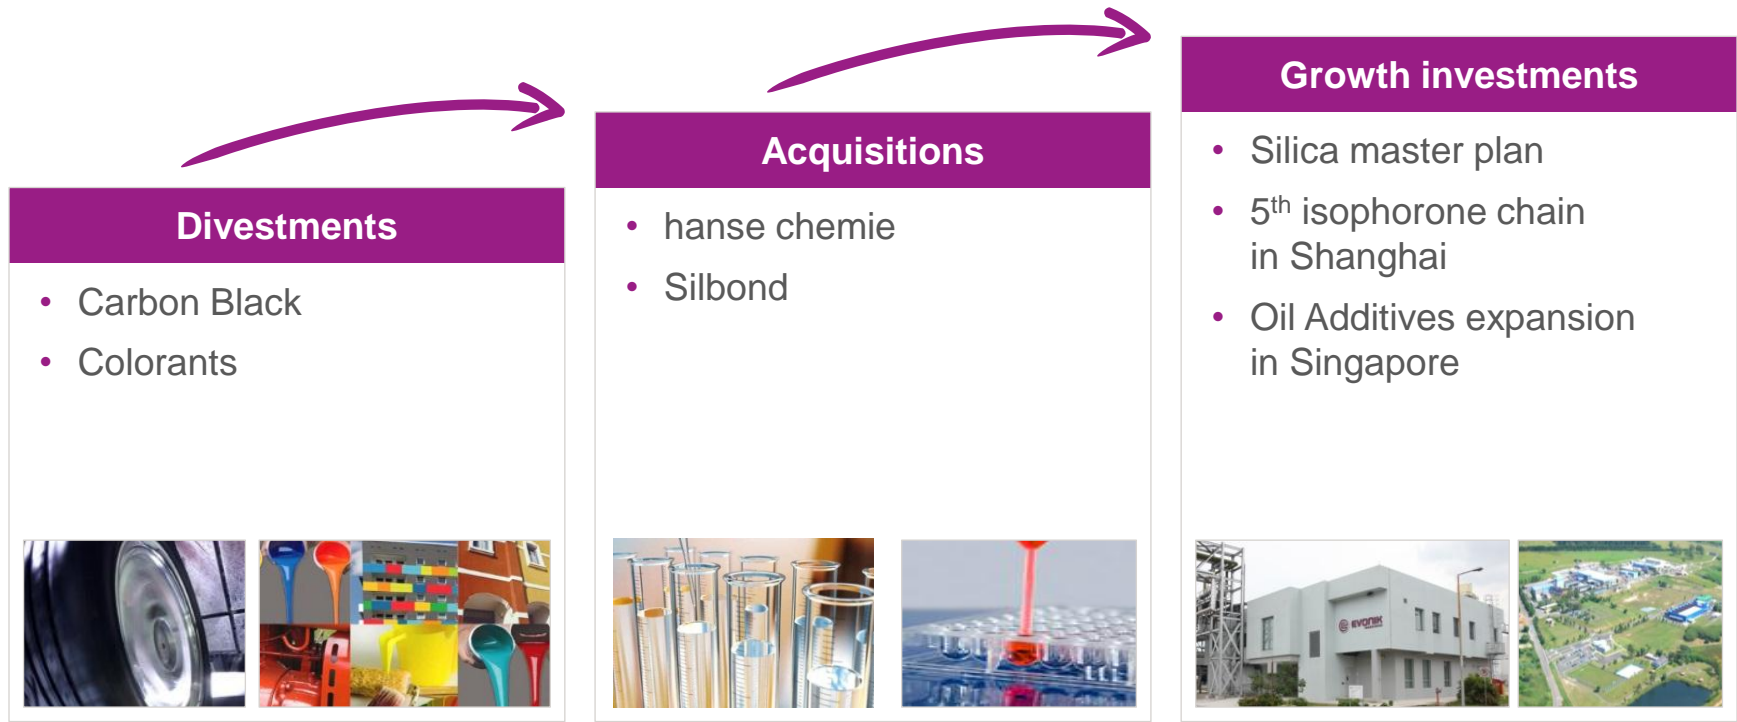 Divestments
• Carbon Black
• Colorants
Acquisitions
• hanse chemie
• Silbond
Growth investments
• Silica master plan
• 5th isophorone chain
in Shanghai
• Oil Additives expansion
in Singapore
EVONIK